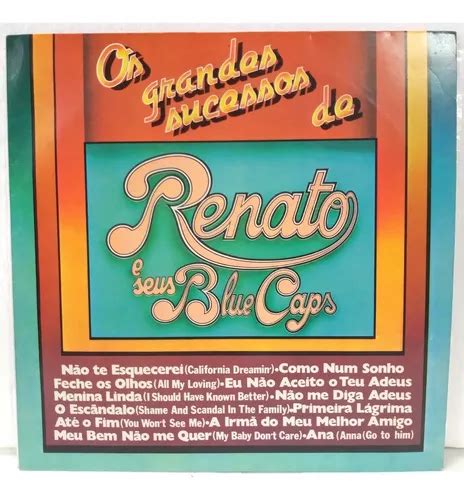 Os
grandes
sucessos
de
Renato
e
seus Blue Caps
Não te Esquecerei (California Dreamin')•Como Num Sonho
Feche os Olhos (All My Loving)•Eu Não Aceito o Teu Adeus
Menina Linda (I Should Have Known Better)•Não me Diga Adeus
O Escândalo (Shame And Scandal In The Family)•Primeira Lágrima
Até o Fim (You Won't See Me)•A Irmã do Meu Melhor Amigo
Meu Bem Não me Quer (My Baby Don't Care)•Ana (Anna (Go to him)